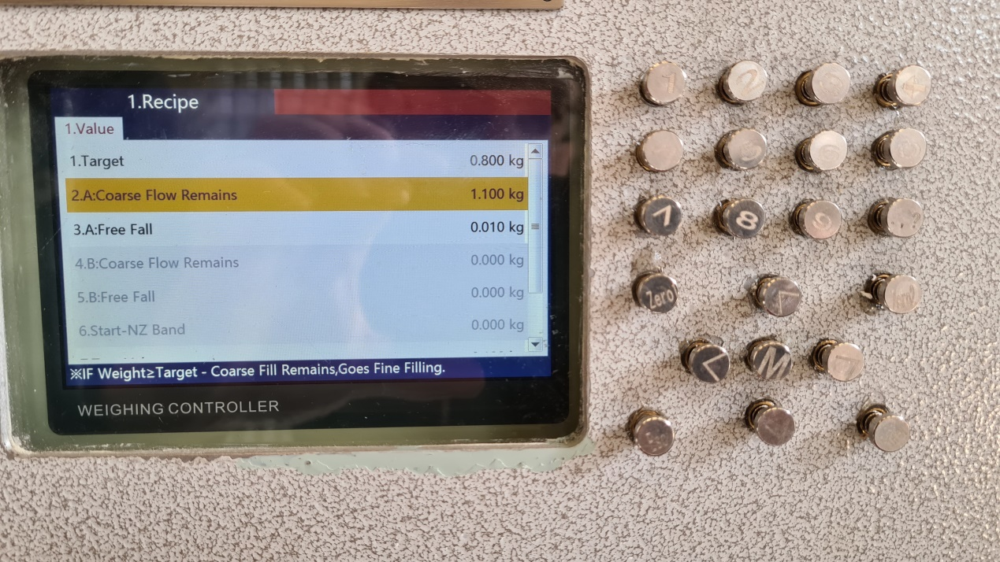 1.Recipe
1.Value
1.Target 0.800 kg
2.A:Coarse Flow Remains 1.100 kg
3.A:Free Fall 0.010 kg
4.B:Coarse Flow Remains 0.000 kg
5.B:Free Fall 0.000 kg
6.Start-NZ Band 0.000 kg
※IF Weight≥Target - Coarse Fill Remains,Goes Fine Filling.
WEIGHING CONTROLLER
1 2
7 8 9
Zero
M